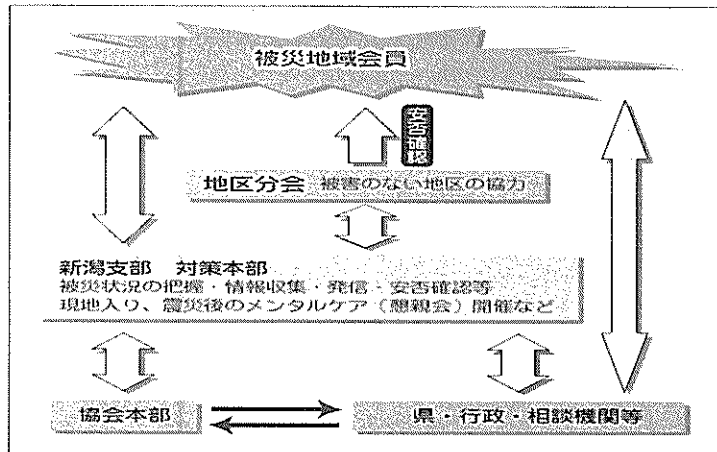 被災地域会員
安否確認
地区分会 被害のない地区の協力
新潟支部 対策本部
被災状況の把握・情報収集・発信・安否確認等
現地入り、震災後のメンタルケア(懇親会)開催など
協会本部
県・行政・相談機関等